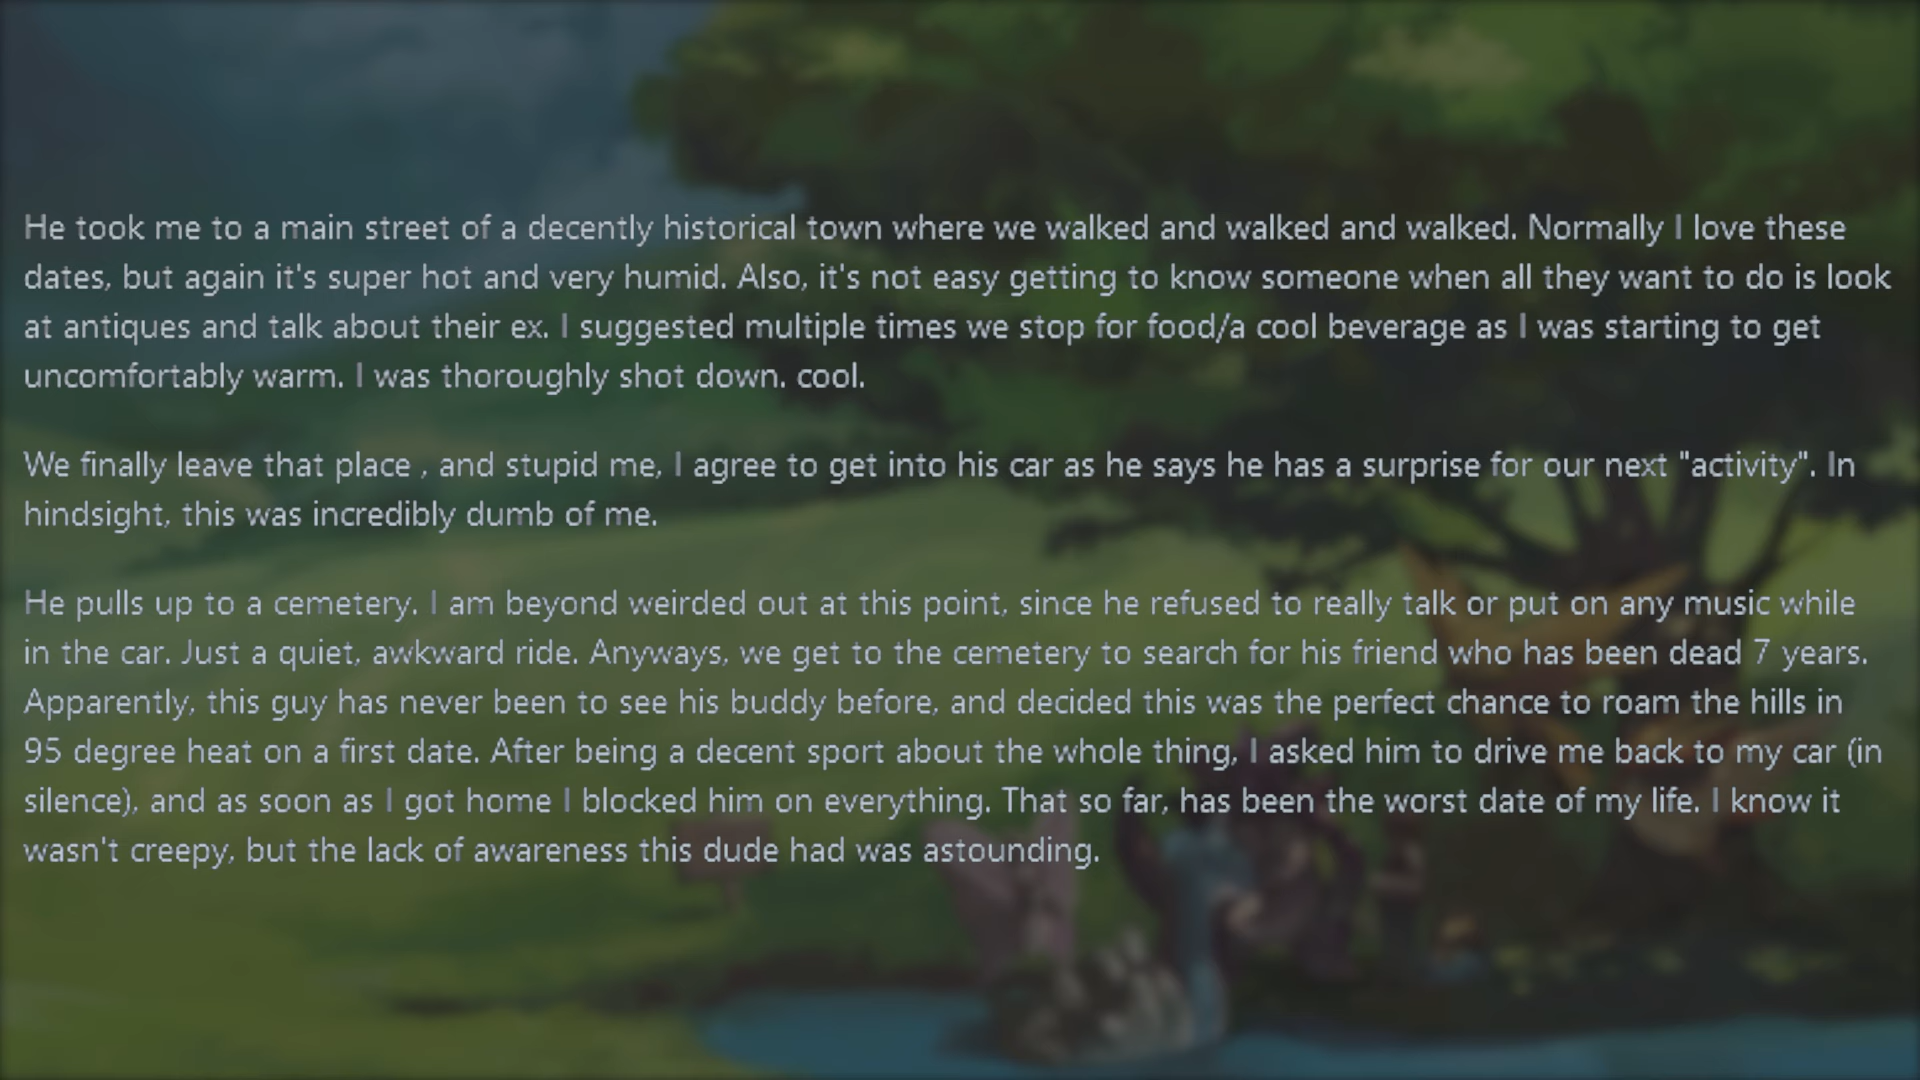 He took me to a main street of a decently historical town where we walked and walked and walked. Normally I love these
dates, but again it's super hot and very humid. Also, it's not easy getting to know someone when all they want to do is look
at antiques and talk about their ex. I suggested multiple times we stop for food/a cool beverage as I was starting to get
uncomfortably warm. I was thoroughly shot down. cool.
We finally leave that place , and stupid me, I agree to get into his car as he says he has a surprise for our next "activity". In
hindsight, this was incredibly dumb of me.
He pulls up to a cemetery. I am beyond weirded out at this point, since he refused to really talk or put on any music while
in the car. Just a quiet, awkward ride. Anyways, we get to the cemetery to search for his friend who has been dead 7 years.
Apparently, this guy has never been to see his buddy before, and decided this was the perfect chance to roam the hills in
95 degree heat on a first date. After being a decent sport about the whole thing, I asked him to drive me back to my car (in
silence), and as soon as I got home I blocked him on everything. That so far, has been the worst date of my life. I know it
wasn't creepy, but the lack of awareness this dude had was astounding.